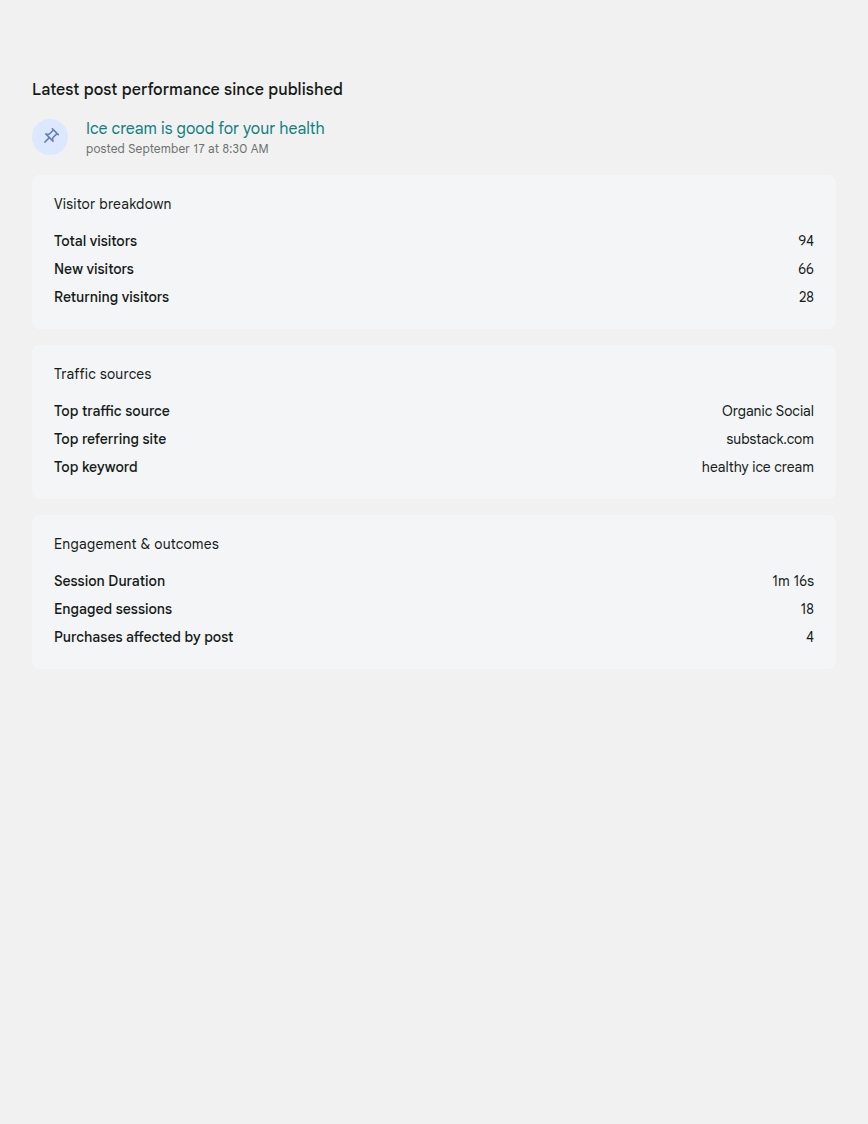 Latest post performance since published
Ice cream is good for your health
posted September 17 at 8:30 AM
Visitor breakdown
Total visitors 94
New visitors 66
Returning visitors 28
Traffic sources
Top traffic source Organic Social
Top referring site substack.com
Top keyword healthy ice cream
Engagement & outcomes
Session Duration 1m 16s
Engaged sessions 18
Purchases affected by post 4